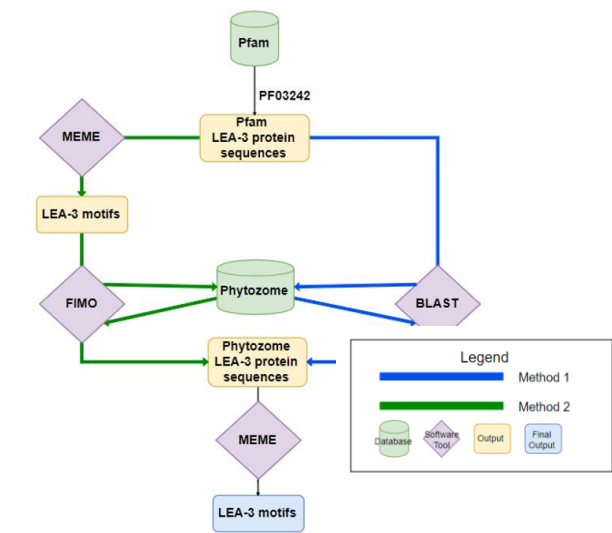 Pfam
PF03242
Pfam
LEA-3 protein
sequences
MEME
LEA-3 motifs
FIMO
Phytozome
BLAST
Phytozome
LEA-3 protein
sequences
MEME
LEA-3 motifs
Legend
Method 1
Method 2
Database
Software
Tool
Output
Final
Output